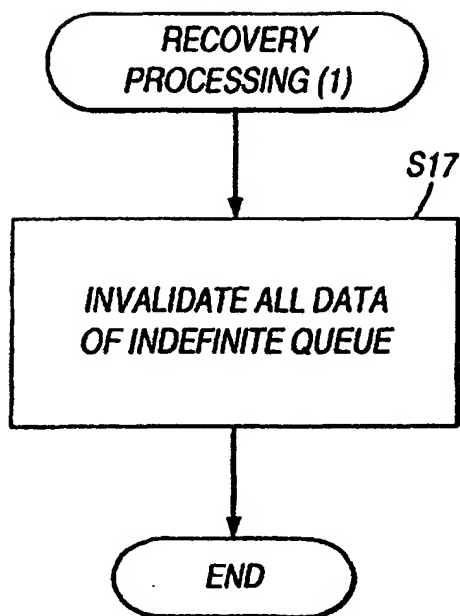 RECOVERY
PROCESSING (1)
S17
INVALIDATE ALL DATA
OF INDEFINITE QUEUE
END